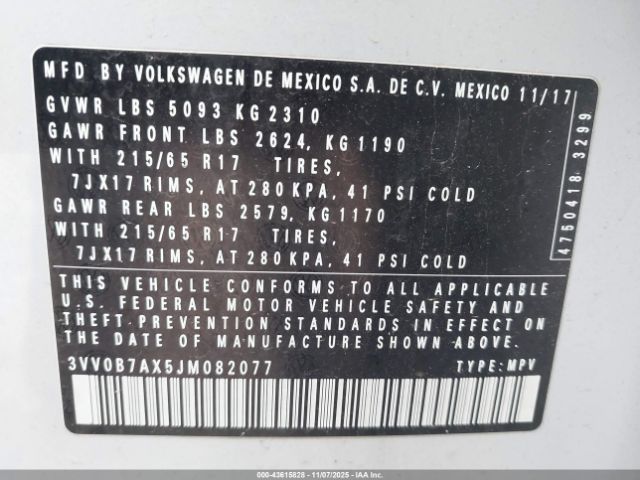 MFD BY VOLKSWAGEN DE MEXICO S.A. DE C.V. MEXICO 11/17
GVWR LBS 5093 KG 2310
GAWR FRONT LBS 2624, KG 1190
WITH 215/65 R17 TIRES,
7JX17 RIMS, AT 280 KPA, 41 PSI COLD
GAWR REAR LBS 2579, KG 1170
WITH 215/65 R17 TIRES,
7JX17 RIMS, AT 280 KPA, 41 PSI COLD
THIS VEHICLE CONFORMS TO ALL APPLICABLE
U.S. FEDERAL MOTOR VEHICLE SAFETY AND
THEFT PREVENTION STANDARDS IN EFFECT ON
THE DATE OF MANUFACTURE SHOWN ABOVE.
3VV0B7AX5JM082077 TYPE: MPV
4750418 3299
000-43615828 - 11/07/2025 - IAAI.CA